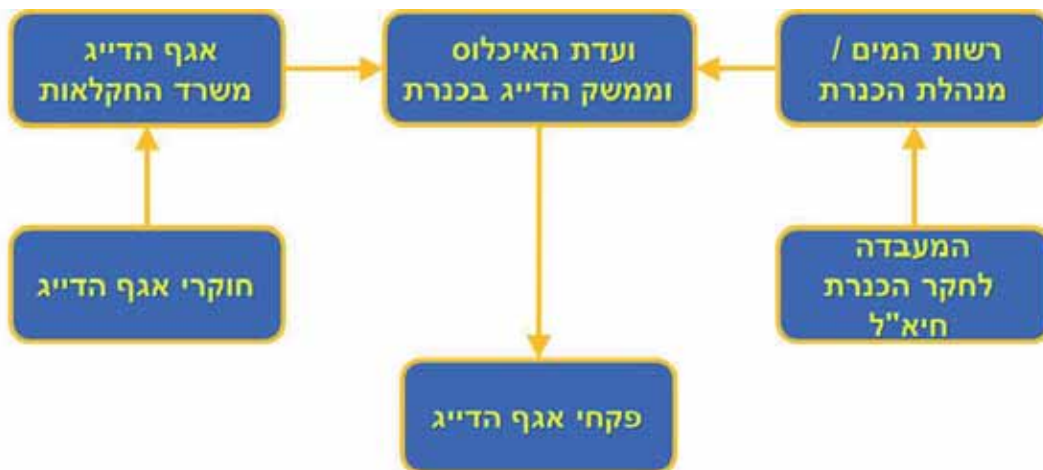 רשות המים /
מנהלת הכנרת
ועדת האיכלוס
וממשק הדייג בכנרת
אגף הדייג
משרד החקלאות
המעבדה
לחקר הכנרת
חיא"ל
חוקרי אגף הדייג
פקחי אגף הדייג